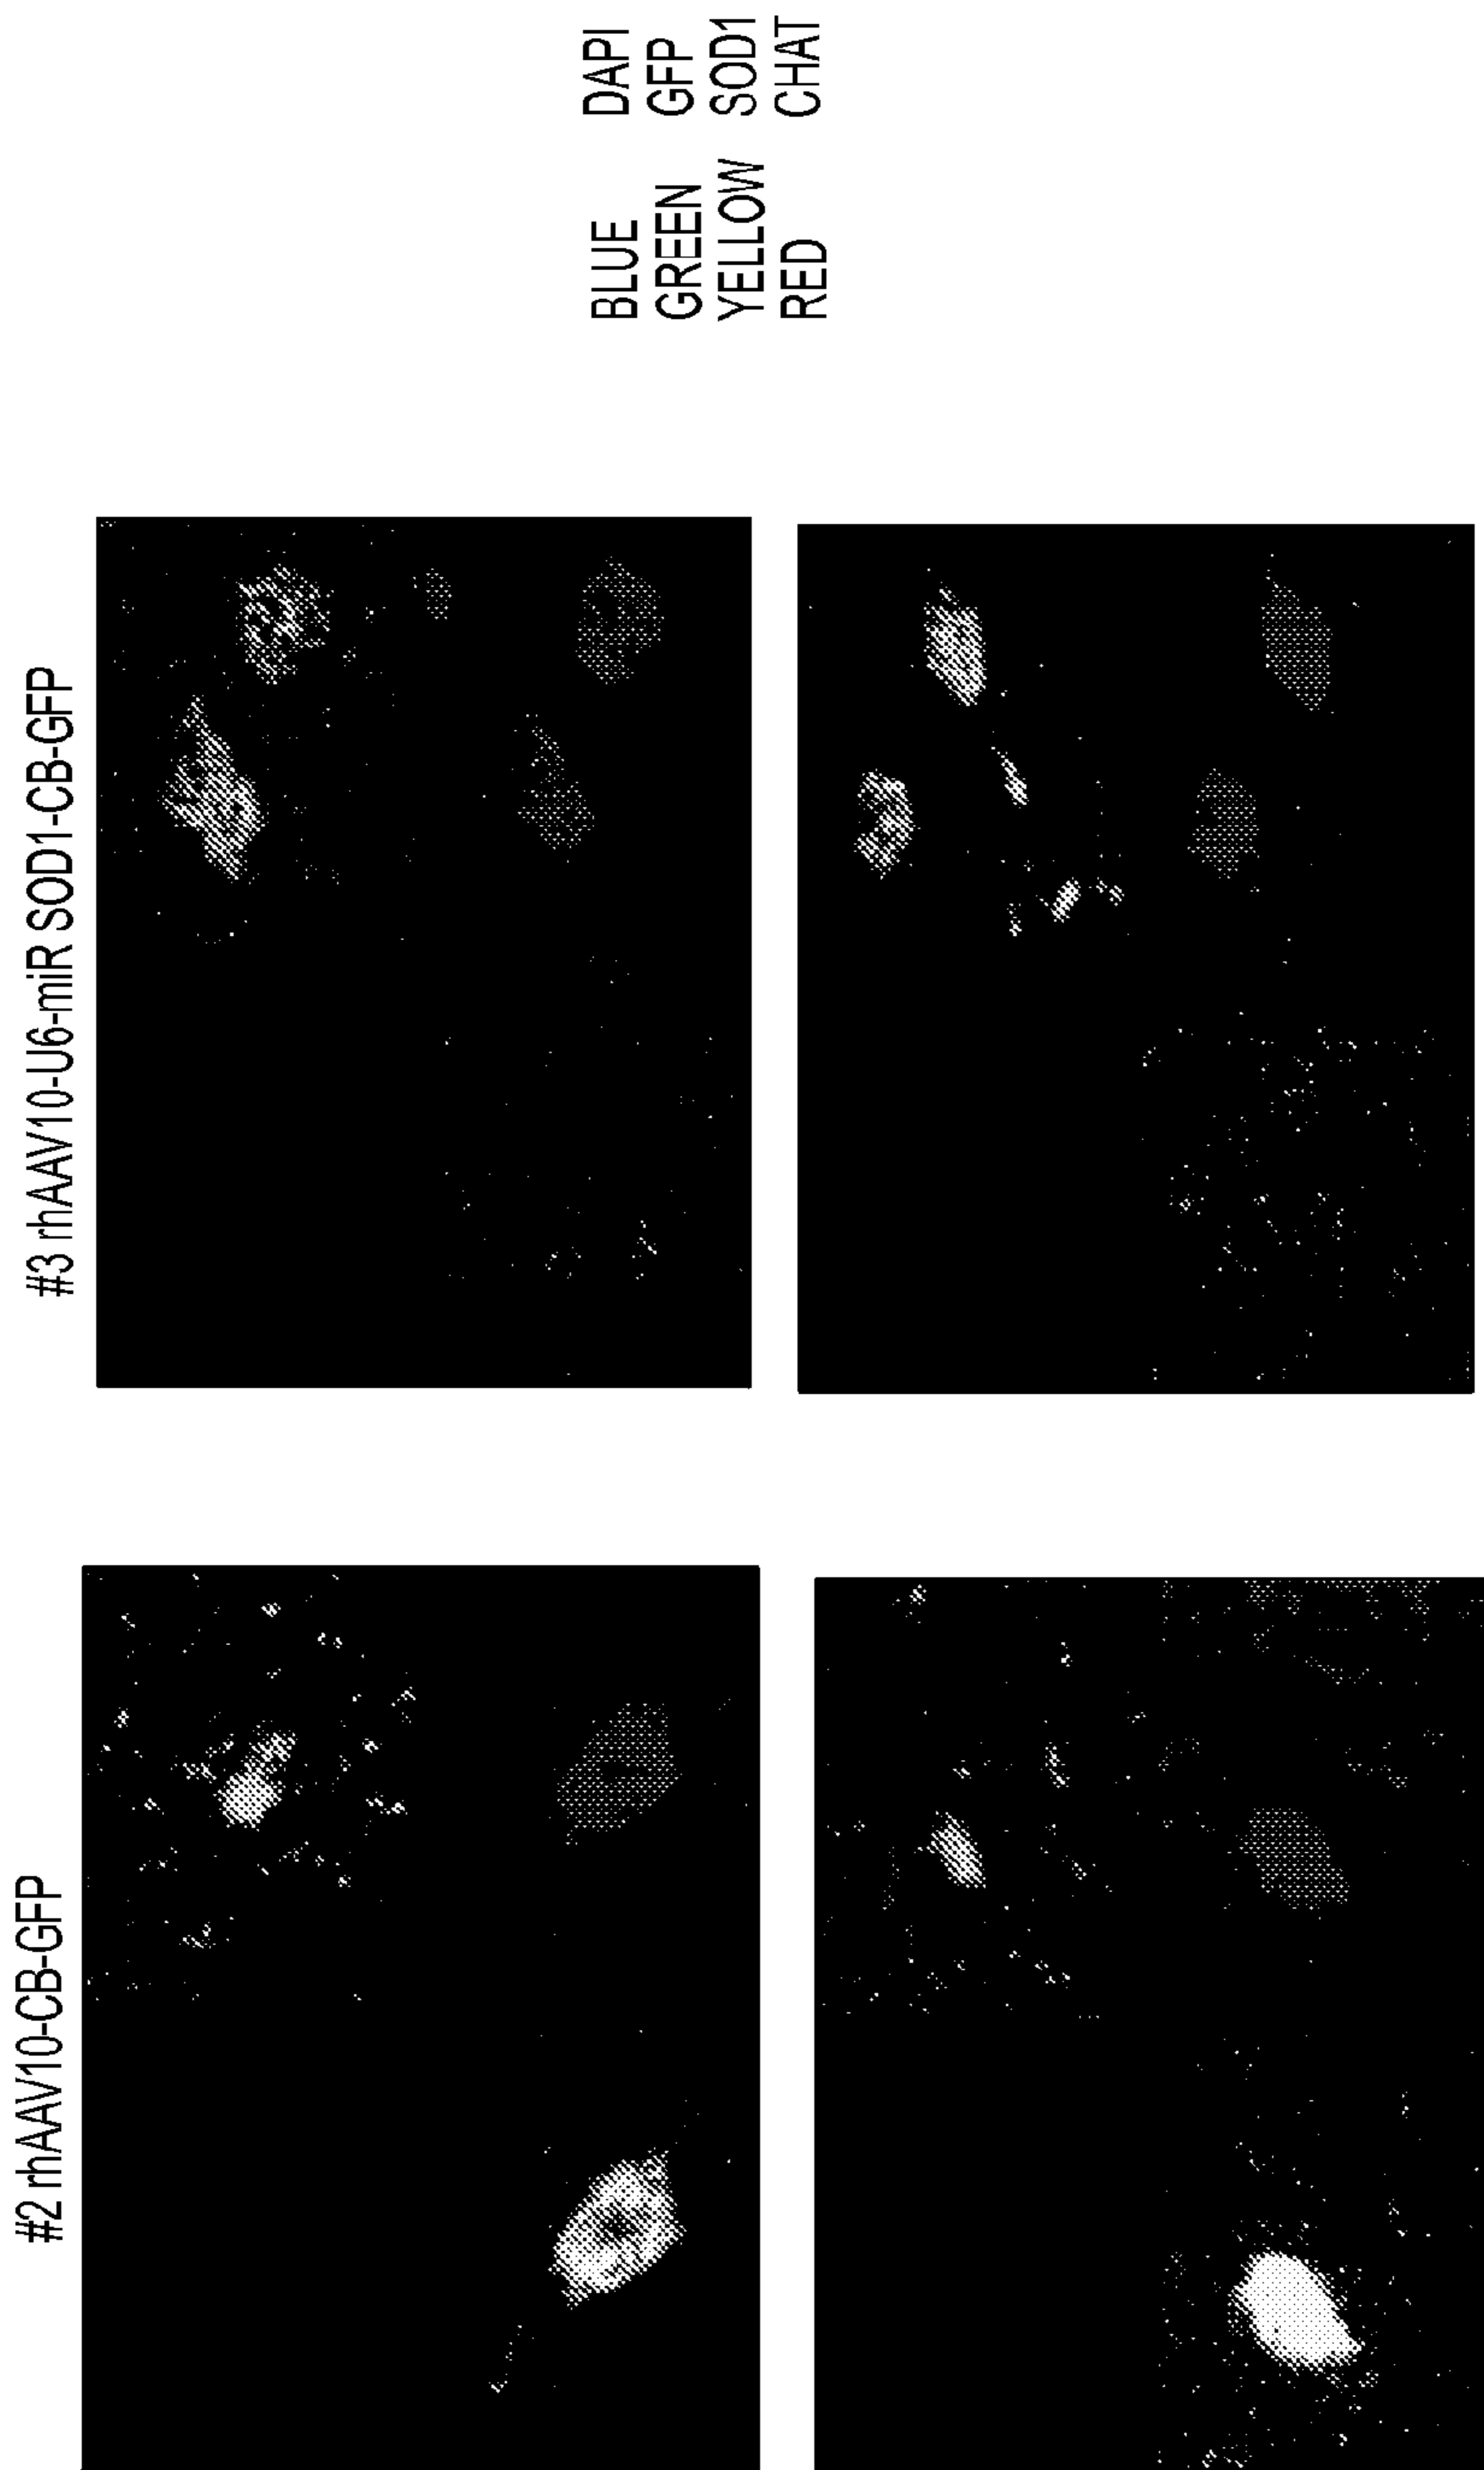 #2 rhAAV10-CB-GFP
#3 rhAAV10-U6-miR SOD1-CB-GFP
BLUE DAPI
GREEN GFP
YELLOW SOD1
RED CHAT